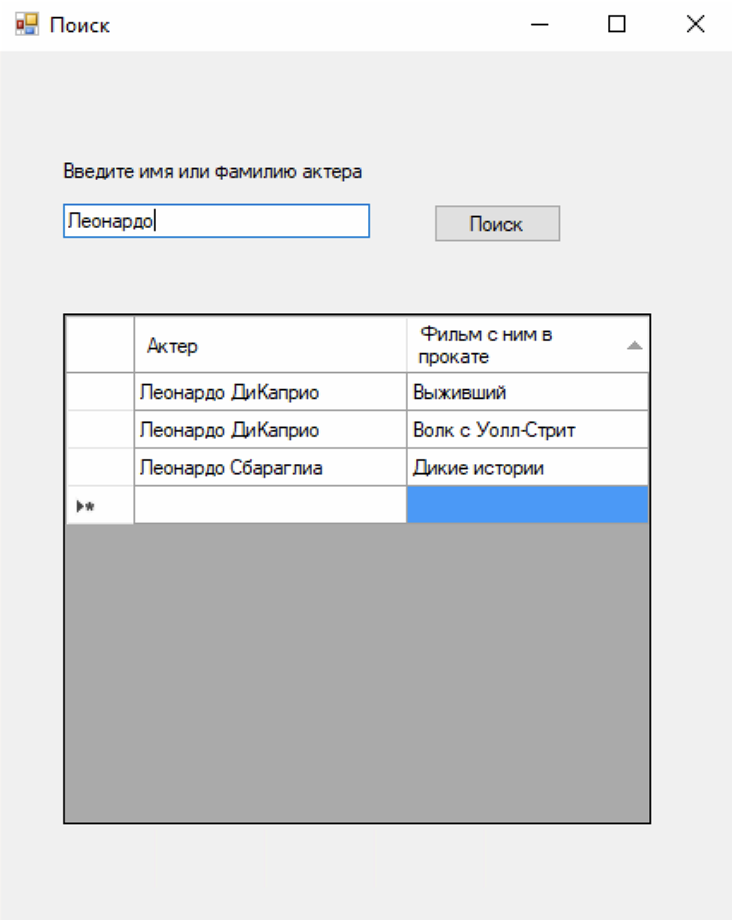 Поиск
Введите имя или фамилию актера
Леонардо
Поиск
Актер
Фильм с ним в
прокате
Леонардо ДиКаприо Выживший
Леонардо ДиКаприо Волк с Уолл-Стрит
Леонардо Сбараглиа Дикие истории